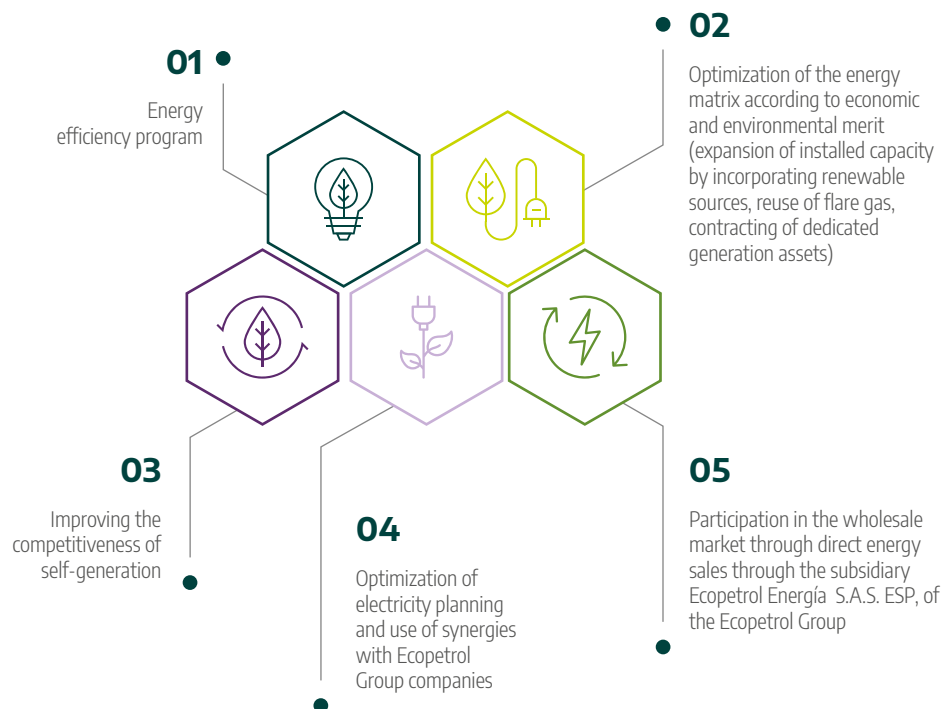 01
Energy
efficiency program
02
Optimization of the energy
matrix according to economic
and environmental merit
(expansion of installed capacity
by incorporating renewable
sources, reuse of flare gas,
contracting of dedicated
generation assets)
03
Improving the
competitiveness of
self-generation
04
Optimization of
electricity planning
and use of synergies
with Ecopetrol
Group companies
05
Participation in the wholesale
market through direct energy
sales through the subsidiary
Ecopetrol Energía S.A.S. ESP, of
the Ecopetrol Group